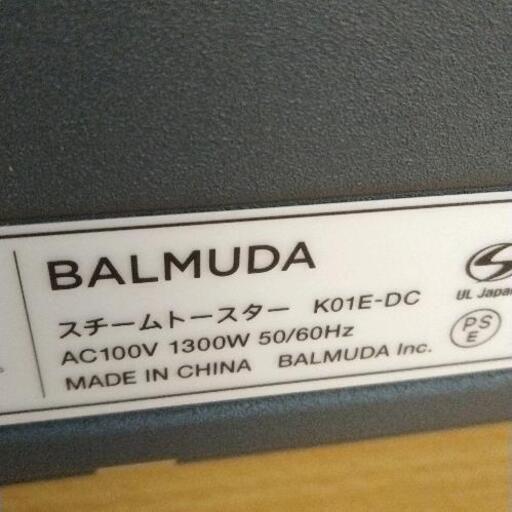 BALMUDA
スチームトースター K01E-DC
AC100V 1300W 50/60Hz
MADE IN CHINA BALMUDA Inc.
UL Japan
PS
E